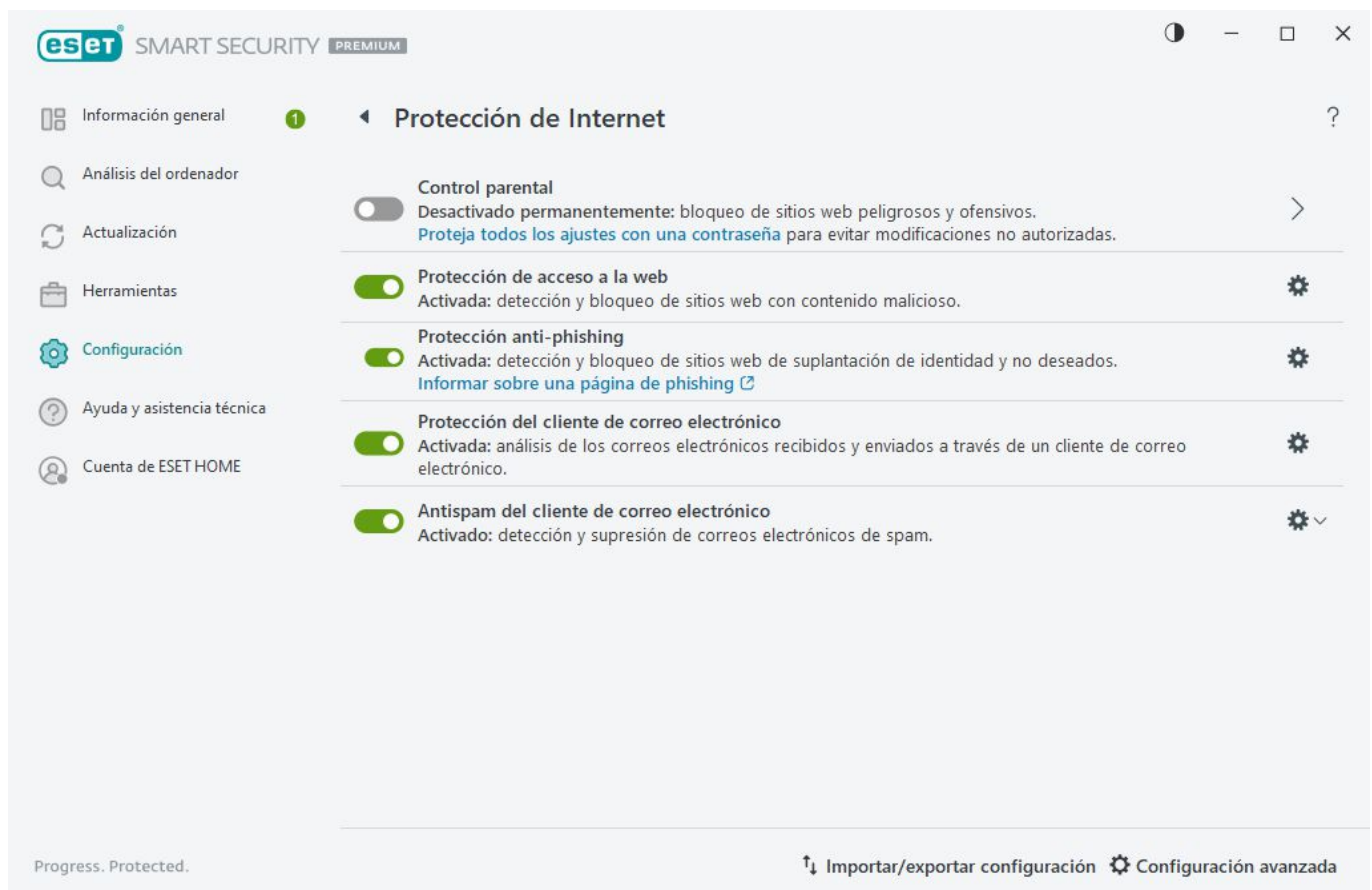 eset® SMART SECURITY PREMIUM
Información general 1
Análisis del ordenador
Actualización
Herramientas
Configuración
Ayuda y asistencia técnica
Cuenta de ESET HOME
Protección de Internet ?
Control parental
Desactivado permanentemente: bloqueo de sitios web peligrosos y ofensivos.
Proteja todos los ajustes con una contraseña para evitar modificaciones no autorizadas.
Protección de acceso a la web
Activada: detección y bloqueo de sitios web con contenido malicioso.
Protección anti-phishing
Activada: detección y bloqueo de sitios web de suplantación de identidad y no deseados.
Informar sobre una página de phishing
Protección del cliente de correo electrónico
Activada: análisis de los correos electrónicos recibidos y enviados a través de un cliente de correo
electrónico.
Antispam del cliente de correo electrónico
Activado: detección y supresión de correos electrónicos de spam.
Progress. Protected.
Importar/exportar configuración Configuración avanzada